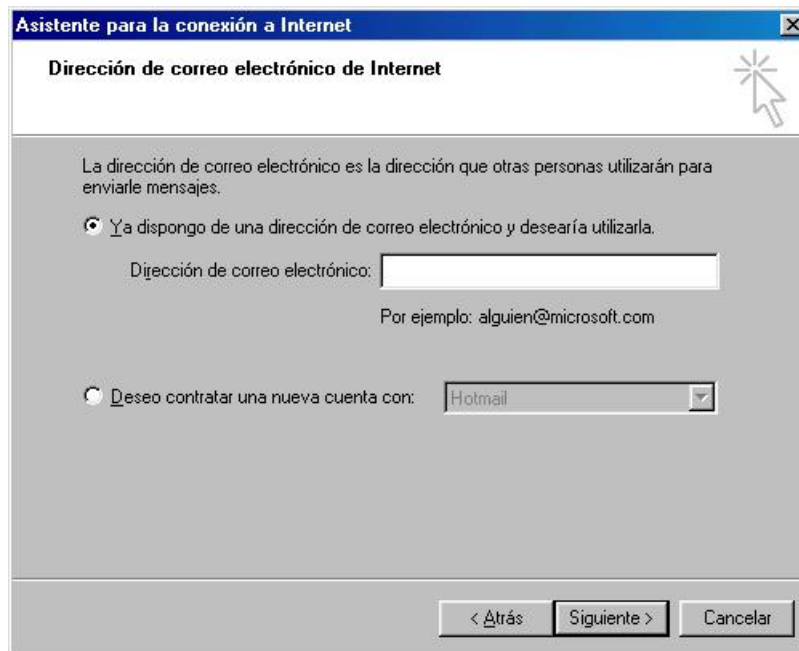 Asistente para la conexión a Internet
Dirección de correo electrónico de Internet
La dirección de correo electrónico es la dirección que otras personas utilizarán para
enviarle mensajes.
Ya dispongo de una dirección de correo electrónico y desearía utilizarla.
Dirección de correo electrónico:
Por ejemplo: alguien@microsoft.com
Deseo contratar una nueva cuenta con: Hotmail
< Atrás Siguiente > Cancelar